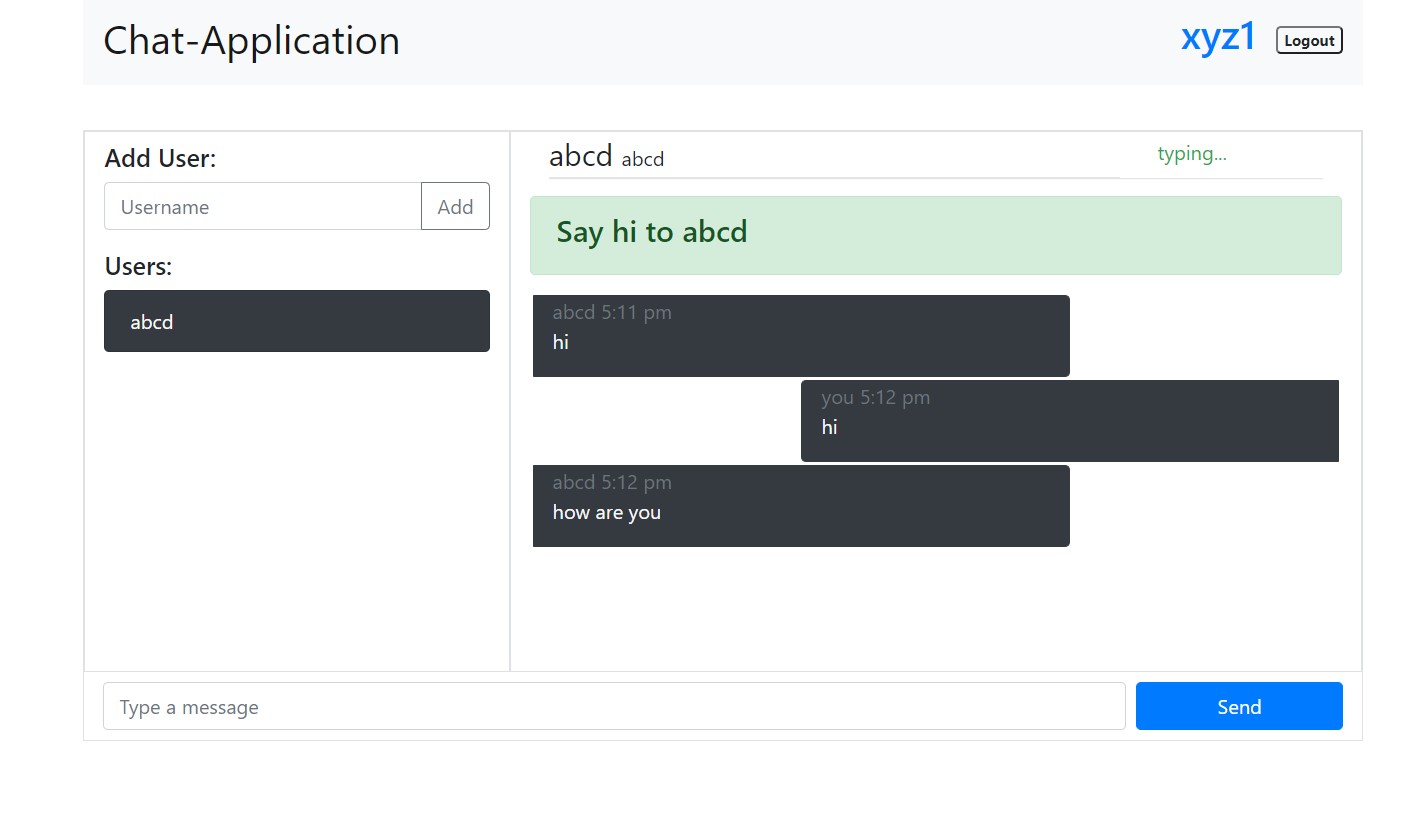 Chat-Application
xyz1 Logout
Add User:
Username Add
Users:
abcd
abcd abcd typing...
Say hi to abcd
abcd 5:11 pm
hi
you 5:12 pm
hi
abcd 5:12 pm
how are you
Type a message Send